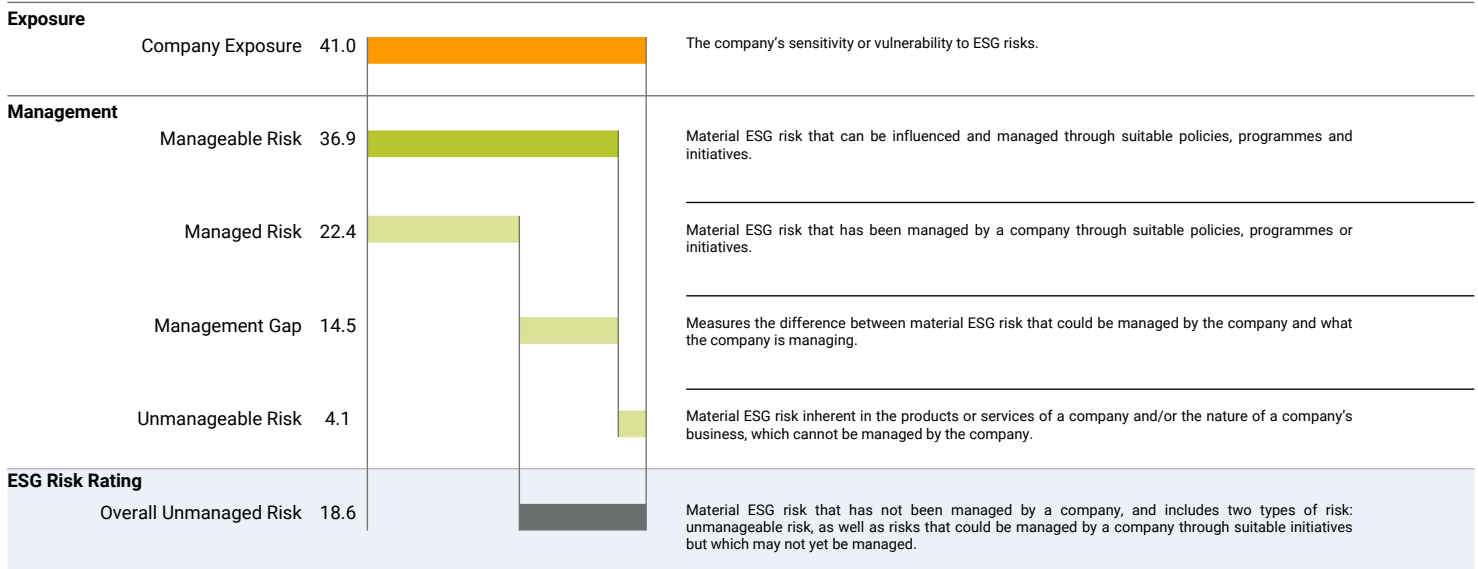 Exposure
Company Exposure 41.0
The company's sensitivity or vulnerability to ESG risks.
Management
Manageable Risk 36.9
Material ESG risk that can be influenced and managed through suitable policies, programmes and
initiatives.
Managed Risk 22.4
Material ESG risk that has been managed by a company through suitable policies, programmes or
initiatives.
Management Gap 14.5
Measures the difference between material ESG risk that could be managed by the company and what
the company is managing.
Unmanageable Risk 4.1
Material ESG risk inherent in the products or services of a company and/or the nature of a company's
business, which cannot be managed by the company.
ESG Risk Rating
Overall Unmanaged Risk 18.6
Material ESG risk that has not been managed by a company, and includes two types of risk:
unmanageable risk, as well as risks that could be managed by a company through suitable initiatives
but which may not yet be managed.